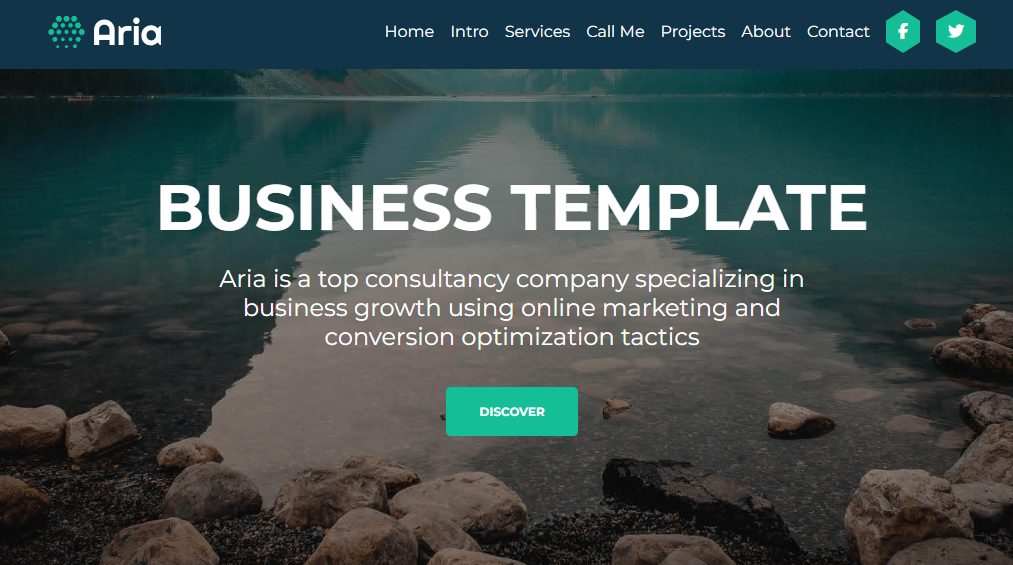 Aria
Home Intro Services Call Me Projects About Contact
BUSINESS TEMPLATE
Aria is a top consultancy company specializing in
business growth using online marketing and
conversion optimization tactics
DISCOVER